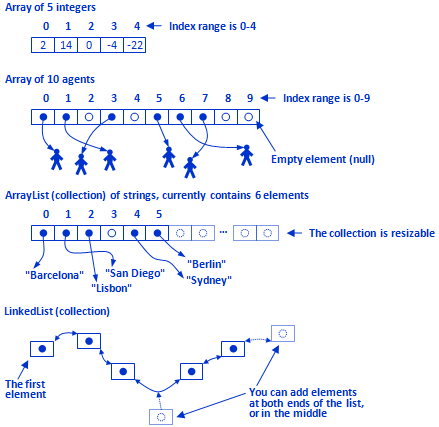 Array of 5 integers
0 1 2 3 4 Index range is 0-4
2 14 0 -4 -22
Array of 10 agents
0 1 2 3 4 5 6 7 8 9 Index range is 0-9
Empty element (null)
ArrayList (collection) of strings, currently contains 6 elements
0 1 2 3 4 5
... The collection is resizable
"Barcelona" "San Diego" "Berlin"
"Lisbon" "Sydney"
LinkedList (collection)
The first
element
You can add elements
at both ends of the list,
or in the middle